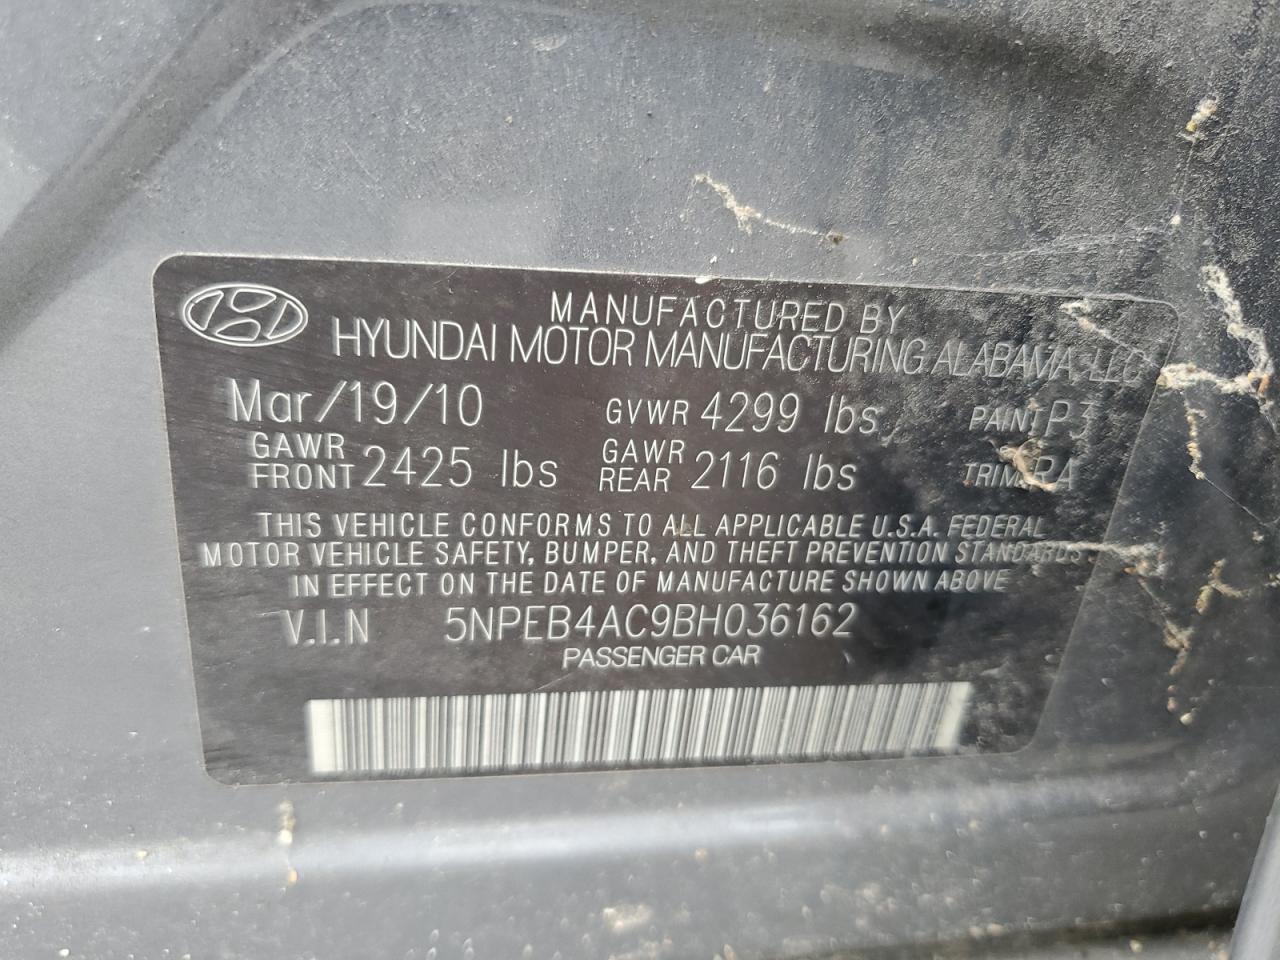 MANUFACTURED BY
HYUNDAI MOTOR MANUFACTURING ALABAMA, LLC
Mar/19/10 GVWR 4299 lbs PAINT P3
GAWR FRONT 2425 lbs GAWR REAR 2116 lbs TRIM RA
THIS VEHICLE CONFORMS TO ALL APPLICABLE U.S.A. FEDERAL
MOTOR VEHICLE SAFETY, BUMPER, AND THEFT PREVENTION STANDARDS
IN EFFECT ON THE DATE OF MANUFACTURE SHOWN ABOVE
V.I.N 5NPEB4AC9BH036162
PASSENGER CAR